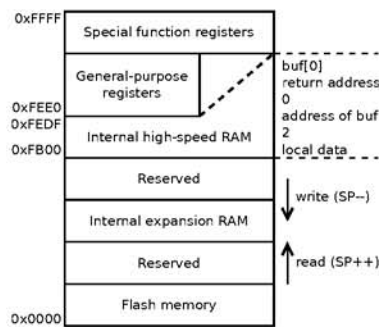 0xFFFF
Special function registers
General-purpose
registers
0xFEE0
0xFEDF
Internal high-speed RAM
0xFB00
Reserved
Internal expansion RAM
Reserved
Flash memory
0x0000
buf[0]
return address
0
address of buf
2
local data
write (SP--)
read (SP++)